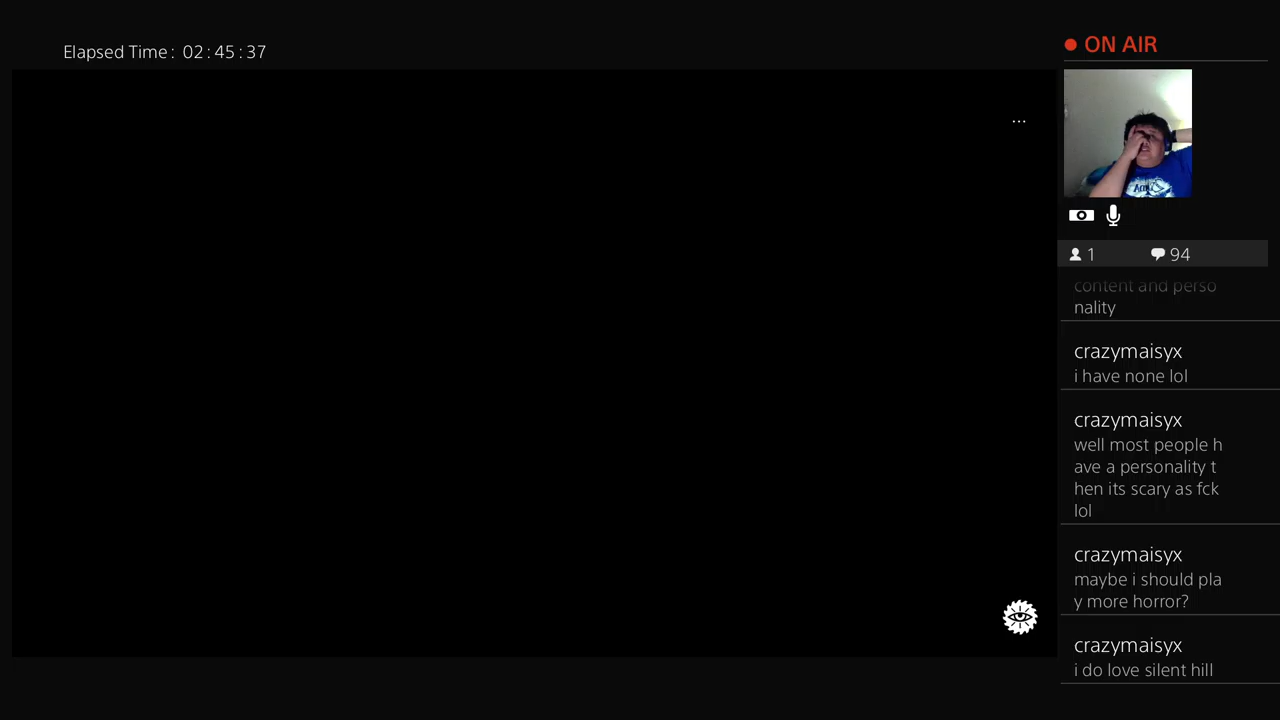 Elapsed Time: 02:45:37
ON AIR
...
1
94
content and perso
nality
crazymaisyx
i have none lol
crazymaisyx
well most people h
ave a personality t
hen its scary as fck
lol
crazymaisyx
maybe i should pla
y more horror?
crazymaisyx
i do love silent hill